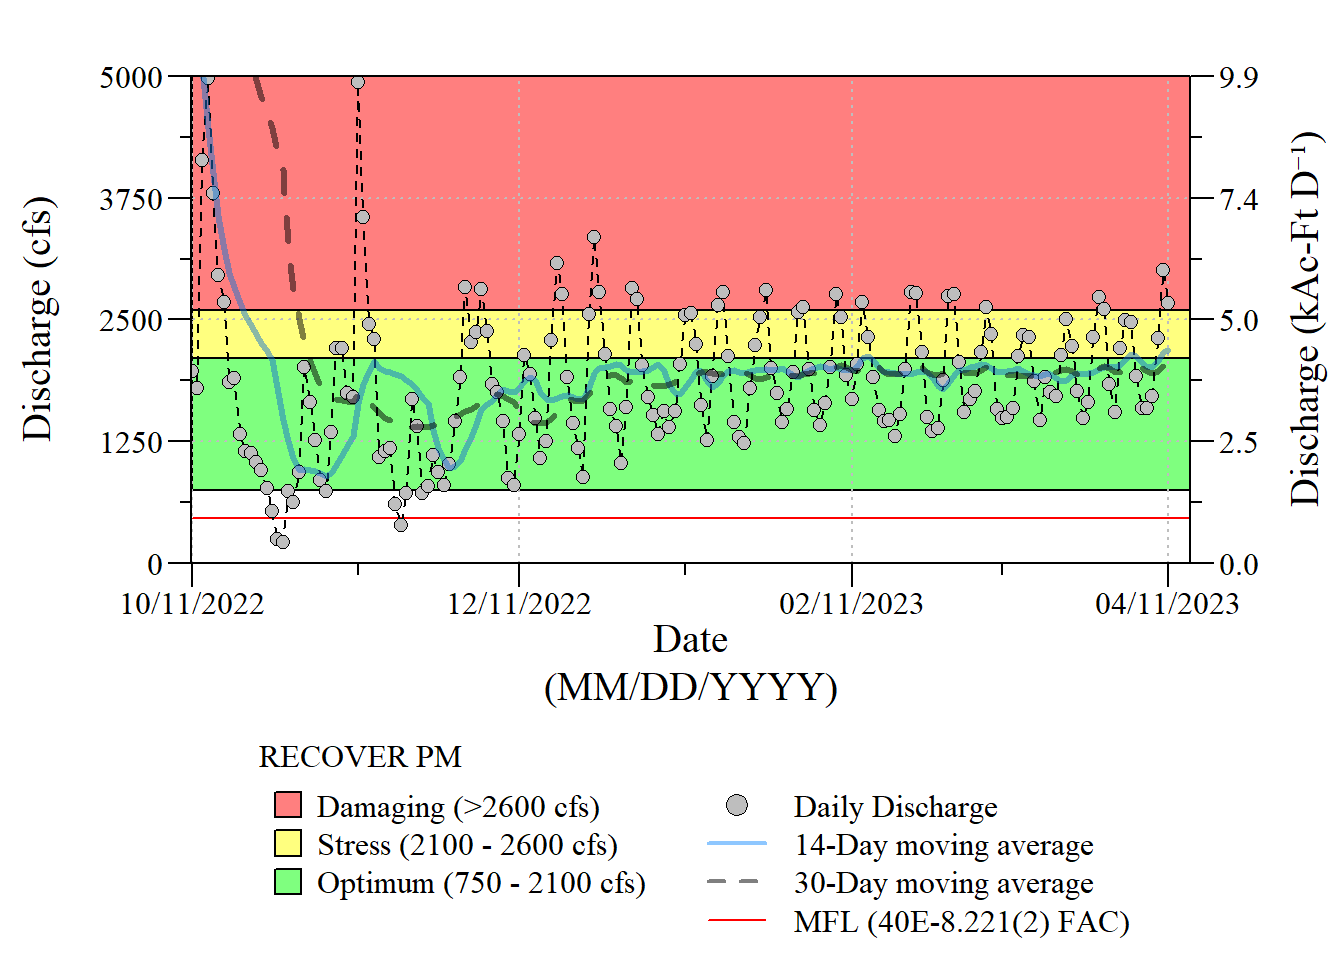 5000
3750
2500
1250
0
Discharge (cfs)
9.9
7.4
5.0
2.5
0.0
Discharge (kAc-Ft D⁻¹)
10/11/2022
12/11/2022
02/11/2023
04/11/2023
Date
(MM/DD/YYYY)
RECOVER PM
Damaging (>2600 cfs)
Stress (2100 - 2600 cfs)
Optimum (750 - 2100 cfs)
Daily Discharge
14-Day moving average
30-Day moving average
MFL (40E-8.221(2) FAC)